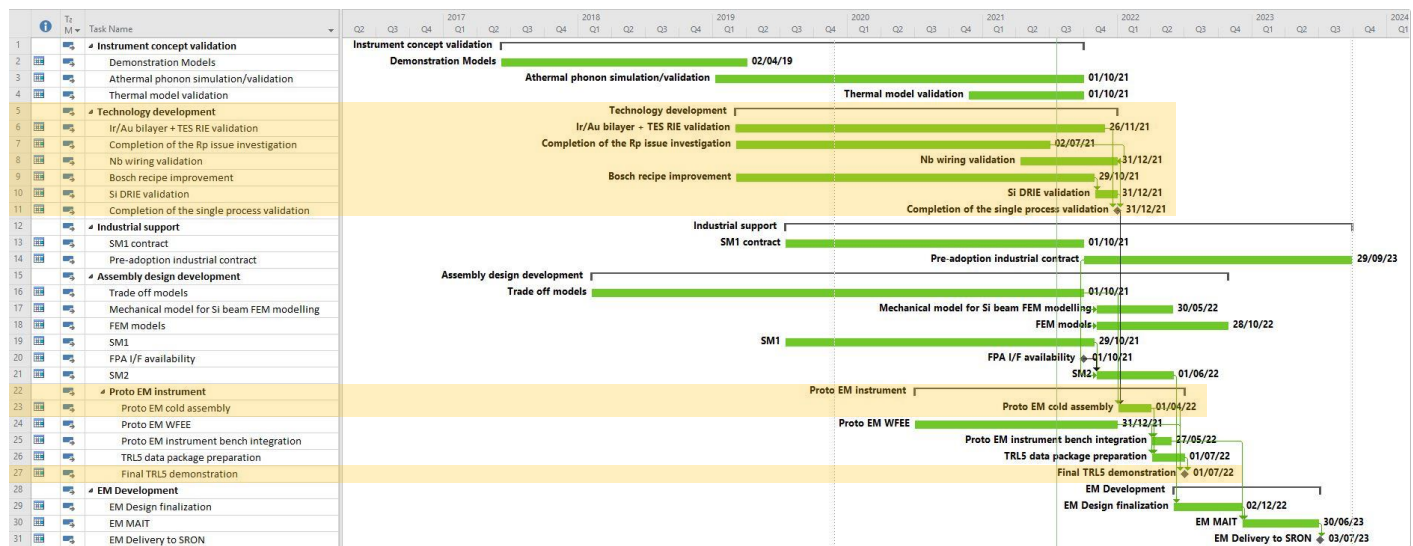 2017 2018 2019 2020 2021 2022 2023 2024
Task Name Q2 Q3 Q4 Q1 Q2 Q3 Q4 Q1 Q2 Q3 Q4 Q1 Q2 Q3 Q4 Q1 Q2 Q3 Q4 Q1 Q2 Q3 Q4 Q1 Q2 Q3 Q4 Q1 Q2 Q3 Q4 Q1
1 Instrument concept validation Instrument concept validation
2 Demonstration Models Demonstration Models 02/04/19
3 Athermal phonon simulation/validation Athermal phonon simulation/validation 01/10/21
4 Thermal model validation Thermal model validation 01/10/21
5 Technology development Technology development
6 Ir/Au bilayer + TES RIE validation Ir/Au bilayer + TES RIE validation 26/11/21
7 Completion of the Rp issue investigation Completion of the Rp issue investigation 02/07/21
8 Nb wiring validation Nb wiring validation 31/12/21
9 Bosch recipe improvement Bosch recipe improvement 29/10/21
10 Si DRIE validation Si DRIE validation 31/12/21
11 Completion of the single process validation Completion of the single process validation 31/12/21
12 Industrial support Industrial support
13 SM1 contract SM1 contract 01/10/21
14 Pre-adoption industrial contract Pre-adoption industrial contract 29/09/23
15 Assembly design development Assembly design development
16 Trade off models Trade off models 01/10/21
17 Mechanical model for Si beam FEM modelling Mechanical model for Si beam FEM modelling 30/05/22
18 FEM models FEM models 28/10/22
19 SM1 SM1 29/10/21
20 FPA I/F availability FPA I/F availability 01/10/21
21 SM2 SM2 01/06/22
22 Proto EM instrument Proto EM instrument
23 Proto EM cold assembly Proto EM cold assembly 01/04/22
24 Proto EM WFEE Proto EM WFEE 31/12/21
25 Proto EM instrument bench integration Proto EM instrument bench integration 27/05/22
26 TRL5 data package preparation TRL5 data package preparation 01/07/22
27 Final TRL5 demonstration Final TRL5 demonstration 01/07/22
28 EM Development EM Development
29 EM Design finalization EM Design finalization 02/12/22
30 EM MAIT EM MAIT 30/06/23
31 EM Delivery to SRON EM Delivery to SRON 03/07/23